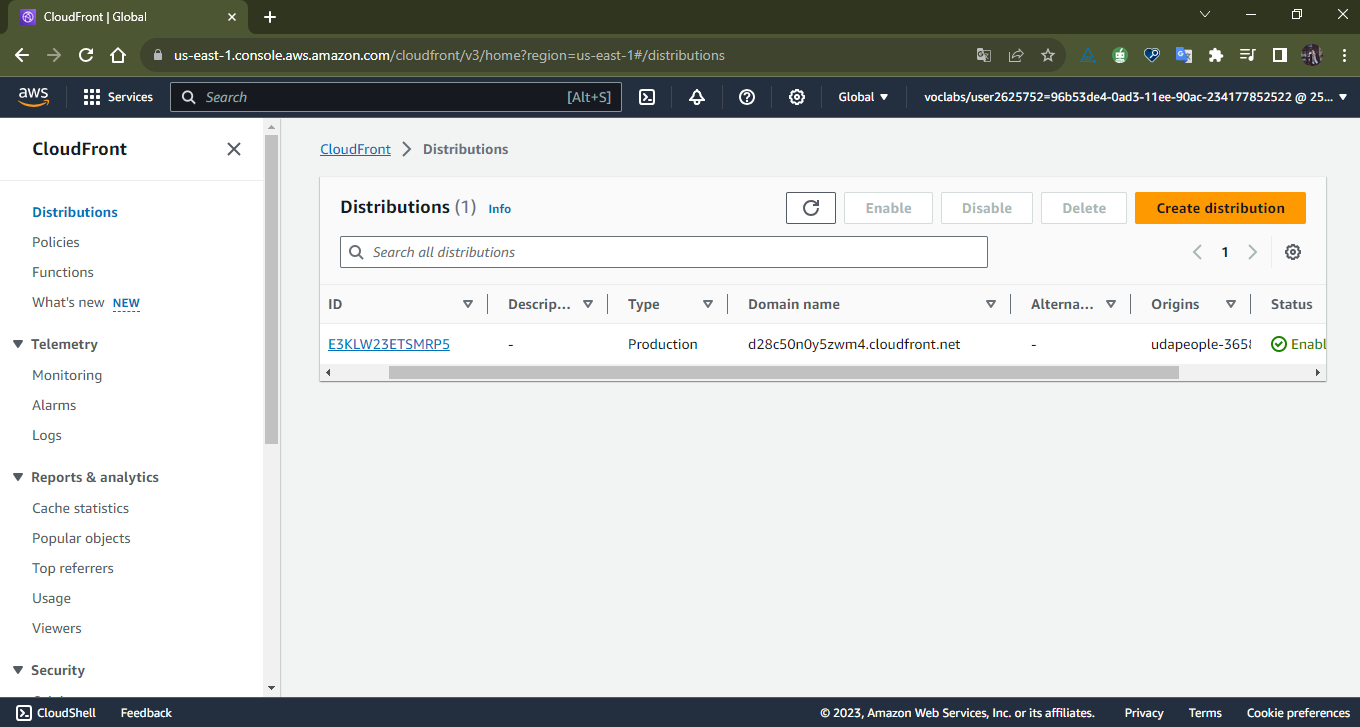 CloudFront | Global
us-east-1.console.aws.amazon.com/cloudfront/v3/home?region=us-east-1#/distributions
aws
Services
Search
[Alt+S]
Global
voclabs/user2625752=96b53de4-0ad3-11ee-90ac-234177852522 @ 25...
CloudFront
Distributions
Policies
Functions
What's new NEW
Telemetry
Monitoring
Alarms
Logs
Reports & analytics
Cache statistics
Popular objects
Top referrers
Usage
Viewers
Security
CloudFront > Distributions
Distributions (1) Info
Enable
Disable
Delete
Create distribution
Search all distributions
1
ID Descrip... Type Domain name Alterna... Origins Status
E3KLW23ETSMRP5 - Production d28c50n0y5zwm4.cloudfront.net - udapeople-365 Enabl
CloudShell
Feedback
© 2023, Amazon Web Services, Inc. or its affiliates.
Privacy
Terms
Cookie preferences